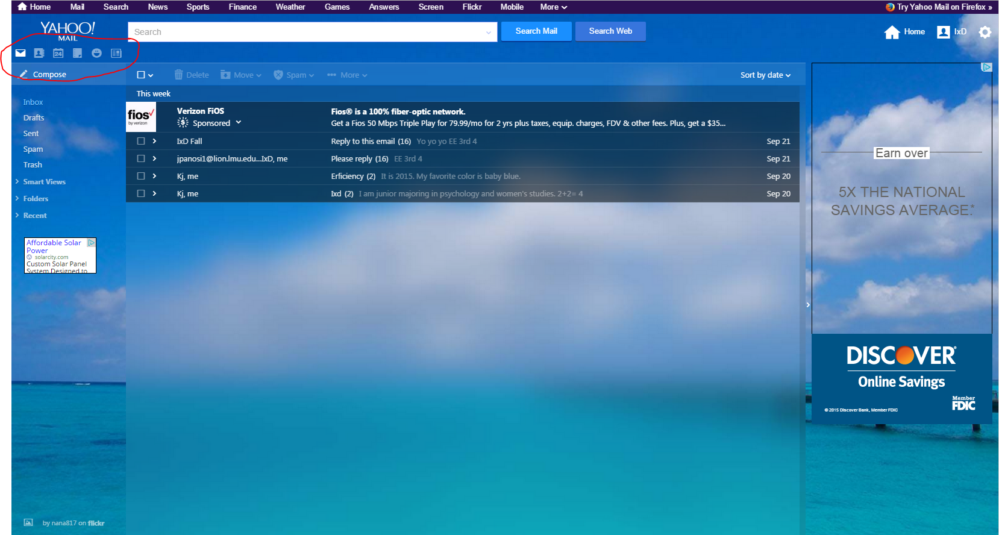 Home Mail Search News Sports Finance Weather Games Answers Screen Flickr Mobile More Try Yahoo Mail on Firefox »
YAHOO!
MAIL
Search Search Mail Search Web Home IxD
24
Compose Delete Move Spam More Sort by date
This week
Inbox
Drafts
Sent
Spam
Trash
Smart Views
Folders
Recent
fios
by verizon
Verizon FiOS Fios® is a 100% fiber-optic network.
Sponsored Get a Fios 50 Mbps Triple Play for 79.99/mo for 2 yrs plus taxes, equip. charges, FDV & other fees. Plus, get a $35...
IxD Fall Reply to this email (16) Yo yo yo EE 3rd 4 Sep 21
jpanosi1@lion.lmu.edu...IxD, me Please reply (16) EE 3rd 4 Sep 21
Kj, me Erficiency (2) It is 2015. My favorite color is baby blue. Sep 20
Kj, me Ixd (2) I am junior majoring in psychology and women's studies. 2+2= 4 Sep 20
Affordable Solar
Power
solarcity.com
Custom Solar Panel
System Designed to
Earn over
5X THE NATIONAL
SAVINGS AVERAGE.*
DISCOVER®
Online Savings
Member
FDIC
© 2015 Discover Bank, Member FDIC
by nana817 on flickr